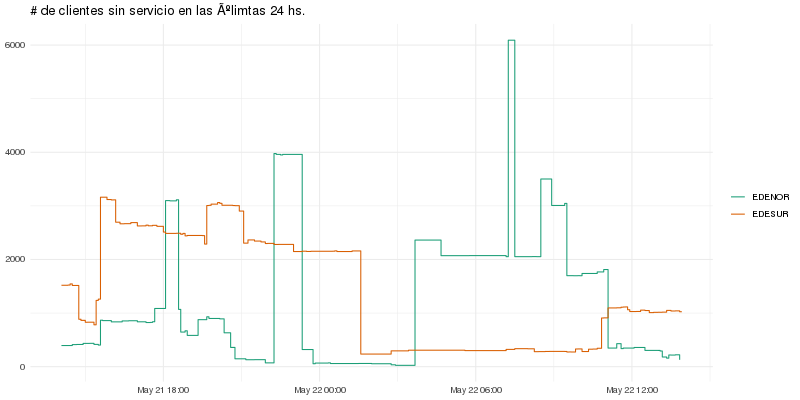 # de clientes sin servicio en las Ãºlimtas 24 hs.
6000
4000
2000
0
May 21 18:00
May 22 00:00
May 22 06:00
May 22 12:00
EDENOR
EDESUR